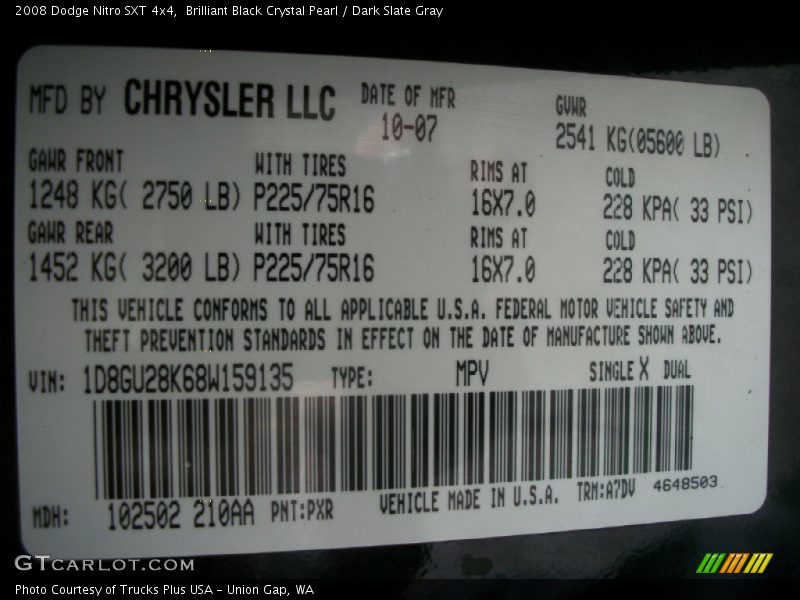 2008 Dodge Nitro SXT 4x4,  Brilliant Black Crystal Pearl / Dark Slate Gray
MFD BY CHRYSLER LLC DATE OF MFR GVWR
10-07 2541 KG(05600 LB)
GAWR FRONT WITH TIRES RIMS AT COLD
1248 KG( 2750 LB) P225/75R16 16X7.0 228 KPA( 33 PSI)
GAWR REAR WITH TIRES RIMS AT COLD
1452 KG( 3200 LB) P225/75R16 16X7.0 228 KPA( 33 PSI)
THIS VEHICLE CONFORMS TO ALL APPLICABLE U.S.A. FEDERAL MOTOR VEHICLE SAFETY AND
THEFT PREVENTION STANDARDS IN EFFECT ON THE DATE OF MANUFACTURE SHOWN ABOVE.
VIN: 1D8GU28K68W159135 TYPE: MPV SINGLE X DUAL
MDH: 102502 210AA PNT:PXR VEHICLE MADE IN U.S.A. TRM:A7DV 4648503
GTCARLOT.COM
Photo Courtesy of Trucks Plus USA – Union Gap, WA